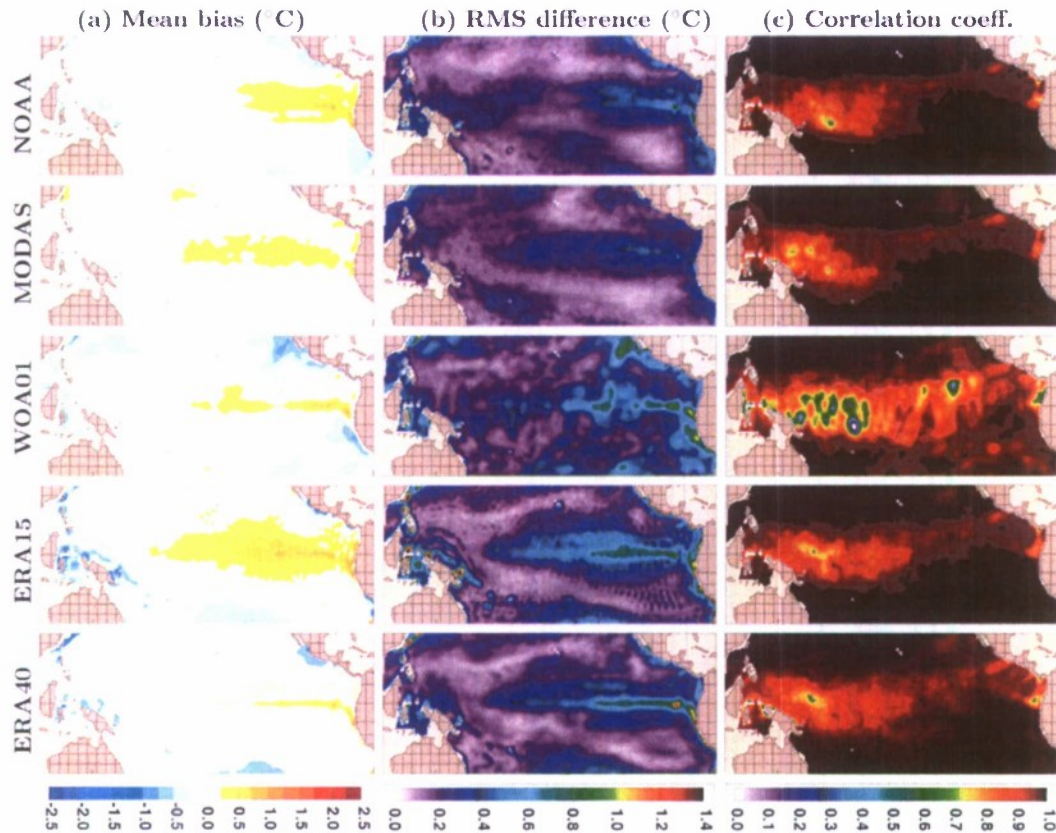 (a) Mean bias (°C) (b) RMS difference (°C) (c) Correlation coeff.
NOAA
MODAS
WOA01
ERA15
ERA40
-2.5 -2.0 -1.5 -1.0 -0.5 0.0 0.5 1.0 1.5 2.0 2.5
0.0 0.2 0.4 0.6 0.8 1.0 1.2 1.4
0.0 0.1 0.2 0.3 0.4 0.5 0.6 0.7 0.8 0.9 1.0